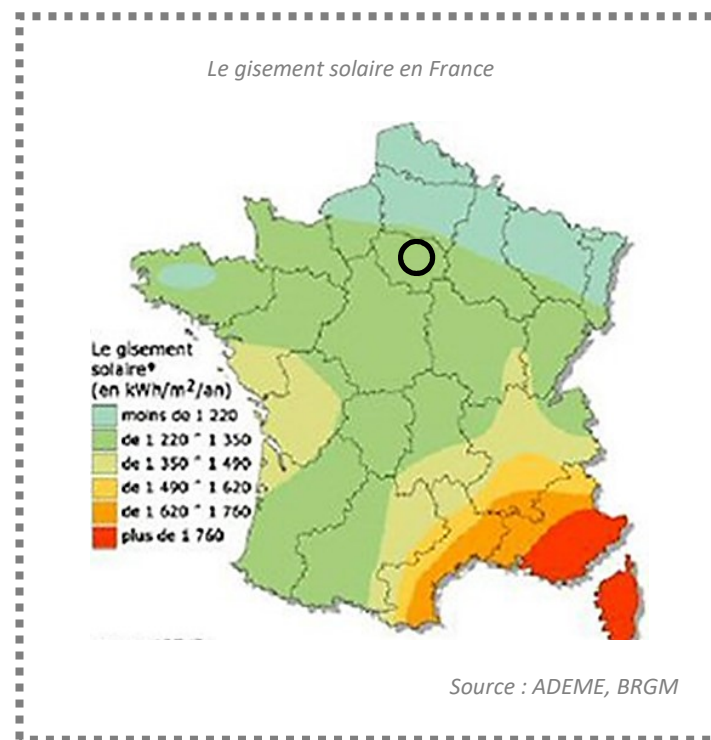 Le gisement solaire en France
Le gisement
solaire*
(en kWh/m²/an)
moins de 1 220
de 1 220 ^ 1 350
de 1 350 ^ 1 490
de 1 490 ^ 1 620
de 1 620 ^ 1 760
plus de 1 760
Source : ADEME, BRGM